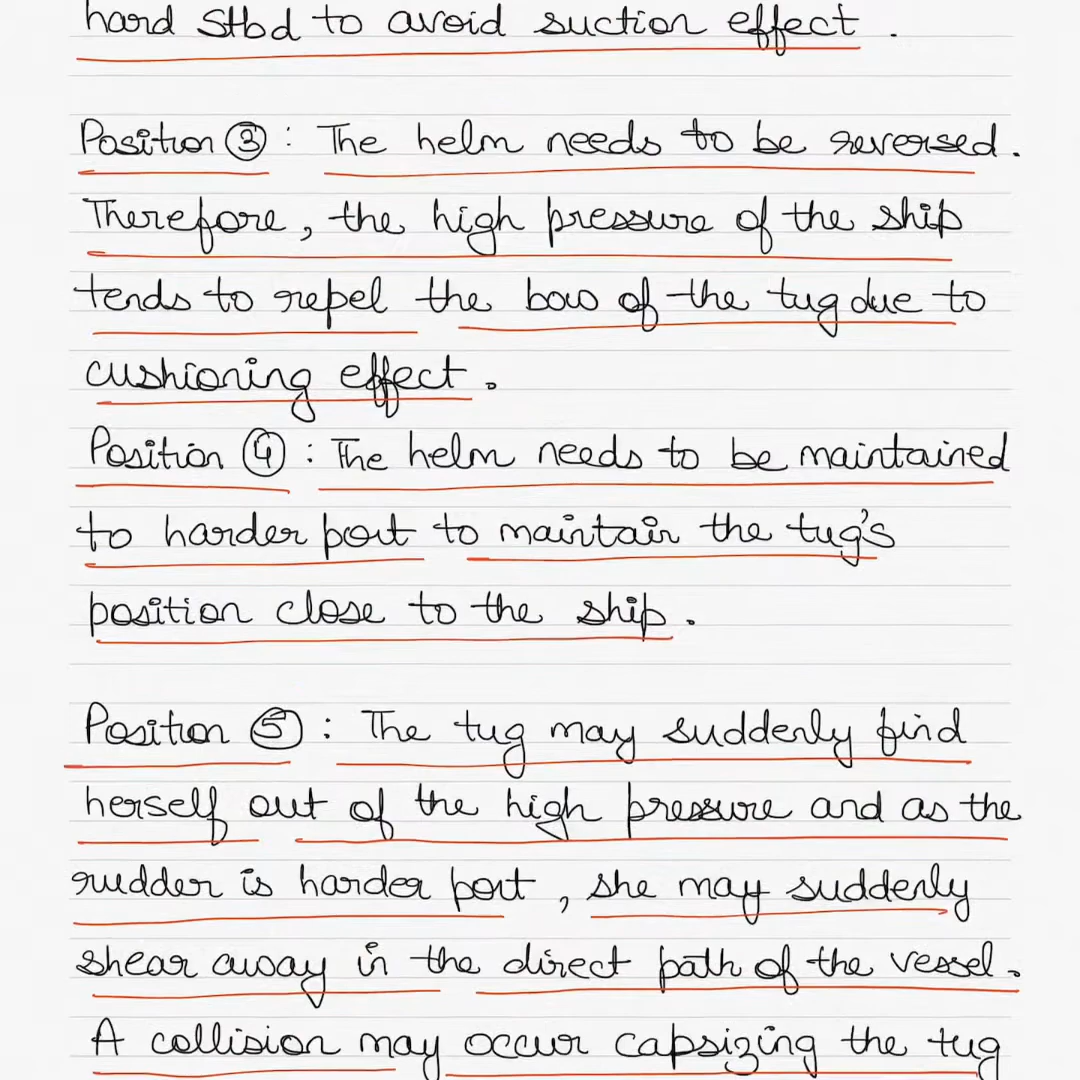 hard Stbd to avoid suction effect.
Position ③ : The helm needs to be reversed.
Therefore, the high pressure of the ship
tends to repel the bow of the tug due to
cushioning effect.
Position ④ : The helm needs to be maintained
to harder port to maintain the tug's
position close to the ship.
Position ⑤ : The tug may suddenly find
herself out of the high pressure and as the
rudder is harder port, she may suddenly
shear away in the direct path of the vessel.
A collision may occur capsizing the tug